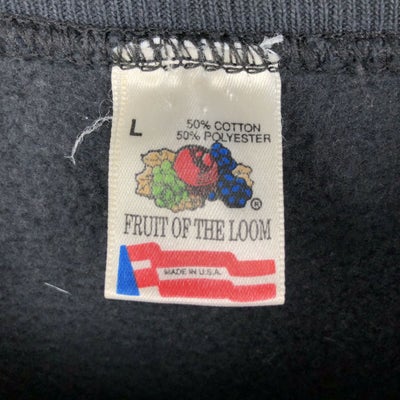 L
50% COTTON
50% POLYESTER
®
FRUIT OF THE LOOM
MADE IN U.S.A.